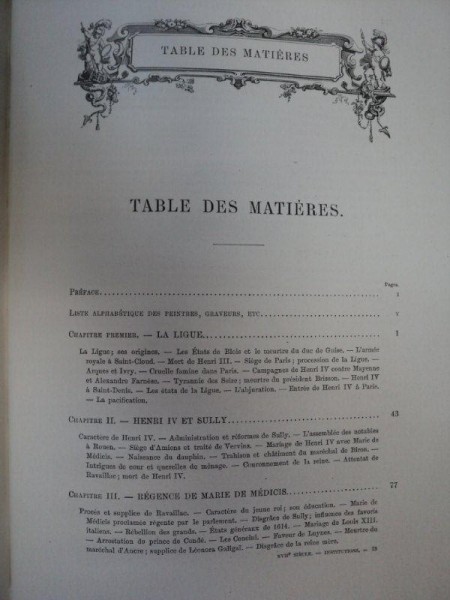 TABLE DES MATIÈRES
TABLE DES MATIÈRES.
Pages
PRÉFACE. 1
LISTE ALPHABÉTIQUE DES PEINTRES, GRAVEURS, ETC. V
CHAPITRE PREMIER. — LA LIGUE. 1
La Ligue; ses origines. — Les États de Blois et le meurtre du duc de Guise. — L'armée
royale à Saint-Cloud. — Mort de Henri III. — Siège de Paris; procession de la Ligue. —
Arques et Ivry. — Cruelle famine dans Paris. — Campagnes de Henri IV contre Mayenne
et Alexandre Farnèse. — Tyrannie des Seize; meurtre du président Brisson. — Henri IV
à Saint-Denis. — Les états de la Ligue. — L'abjuration. — Entrée de Henri IV à Paris.
— La pacification.
CHAPITRE II. — HENRI IV ET SULLY. 43
Caractère de Henri IV. — Administration et réformes de Sully. — L'assemblée des notables
à Rouen. — Siège d'Amiens et traité de Vervins. — Mariage de Henri IV avec Marie de
Médicis. — Naissance du dauphin. — Trahison et châtiment du maréchal de Biron. —
Intrigues de cour et querelles de ménage. — Couronnement de la reine. — Attentat de
Ravaillac; mort de Henri IV.
CHAPITRE III. — RÉGENCE DE MARIE DE MÉDICIS. 77
Procès et supplice de Ravaillac. — Caractère du jeune roi; son éducation. — Marie de
Médicis proclamée régente par le parlement. — Disgrâce de Sully; influence des favoris
italiens. — Rébellion des grands. — États généraux de 1614. — Mariage de Louis XIII.
— Arrestation du prince de Condé. — Les Concini. — Faveur de Luynes. — Meurtre du
maréchal d'Ancre; supplice de Léonora Galigaï. — Disgrâce de la reine mère.
XVIIe SIÈCLE. — INSTITUTIONS. —